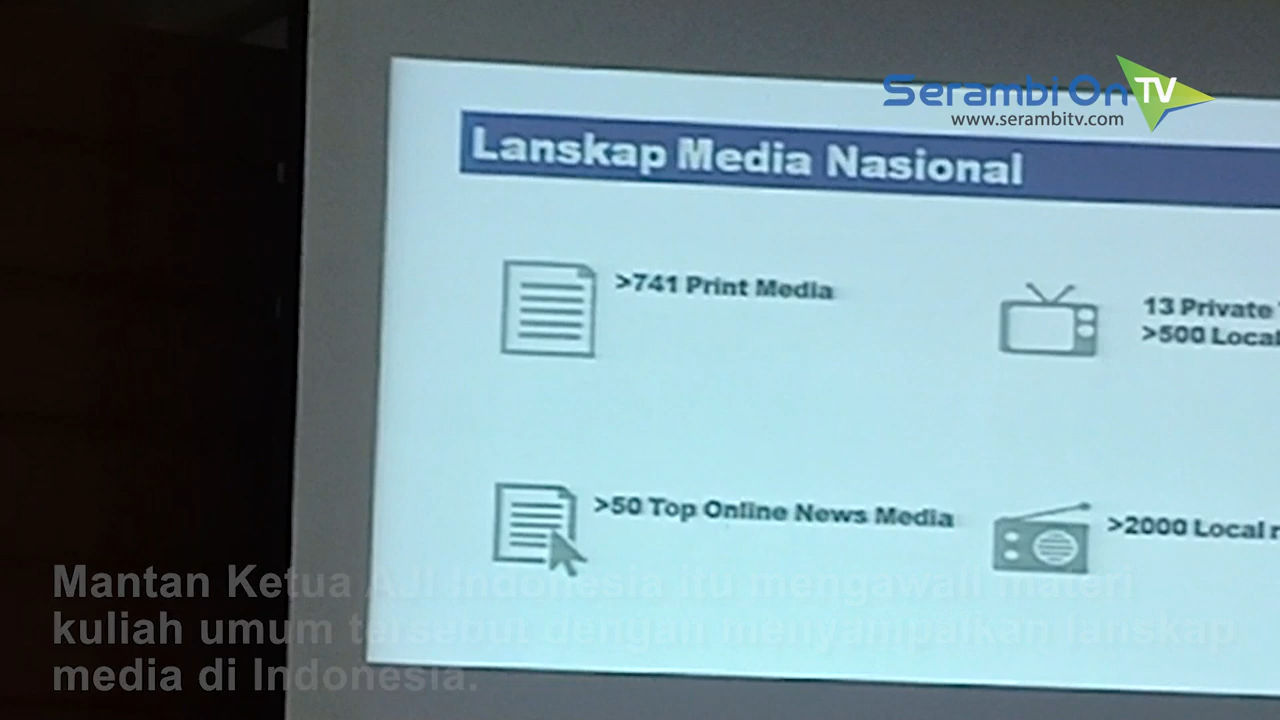 Serambi On TV
www.serambitv.com
Lanskap Media Nasional
>741 Print Media
13 Private
>500 Local
>50 Top Online News Media
>2000 Local
Mantan Ketua AJI Indonesia itu mengawali materi
kuliah umum tersebut dengan menyampaikan lanskap
media di Indonesia.